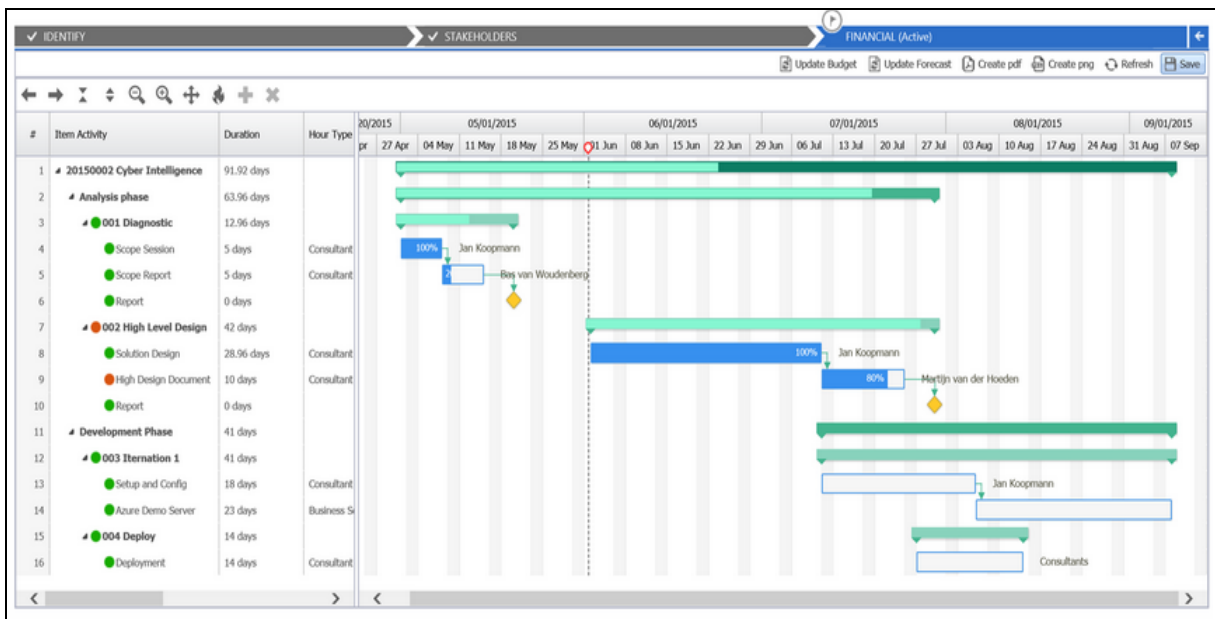 IDENTIFY STAKEHOLDERS FINANCIAL (Active)
Update Budget Update Forecast Create pdf Create png Refresh Save
# Item Activity Duration Hour Type
20/2015 05/01/2015 06/01/2015 07/01/2015 08/01/2015 09/01/2015
pr 27 Apr 04 May 11 May 18 May 25 May 01 Jun 08 Jun 15 Jun 22 Jun 29 Jun 06 Jul 13 Jul 20 Jul 27 Jul 03 Aug 10 Aug 17 Aug 24 Aug 31 Aug 07 Sep
1 20150002 Cyber Intelligence 91.92 days
2 Analysis phase 63.96 days
3 001 Diagnostic 12.96 days
4 Scope Session 5 days Consultant 100% Jan Koopmann
5 Scope Report 5 days Consultant 2 Bas van Woudenberg
6 Report 0 days
7 002 High Level Design 42 days
8 Solution Design 28.96 days Consultant 100% Jan Koopmann
9 High Design Document 10 days Consultant 80% Martijn van der Hoeden
10 Report 0 days
11 Development Phase 41 days
12 003 Iternation 1 41 days
13 Setup and Config 18 days Consultant Jan Koopmann
14 Azure Demo Server 23 days Business S
15 004 Deploy 14 days
16 Deployment 14 days Consultant Consultants